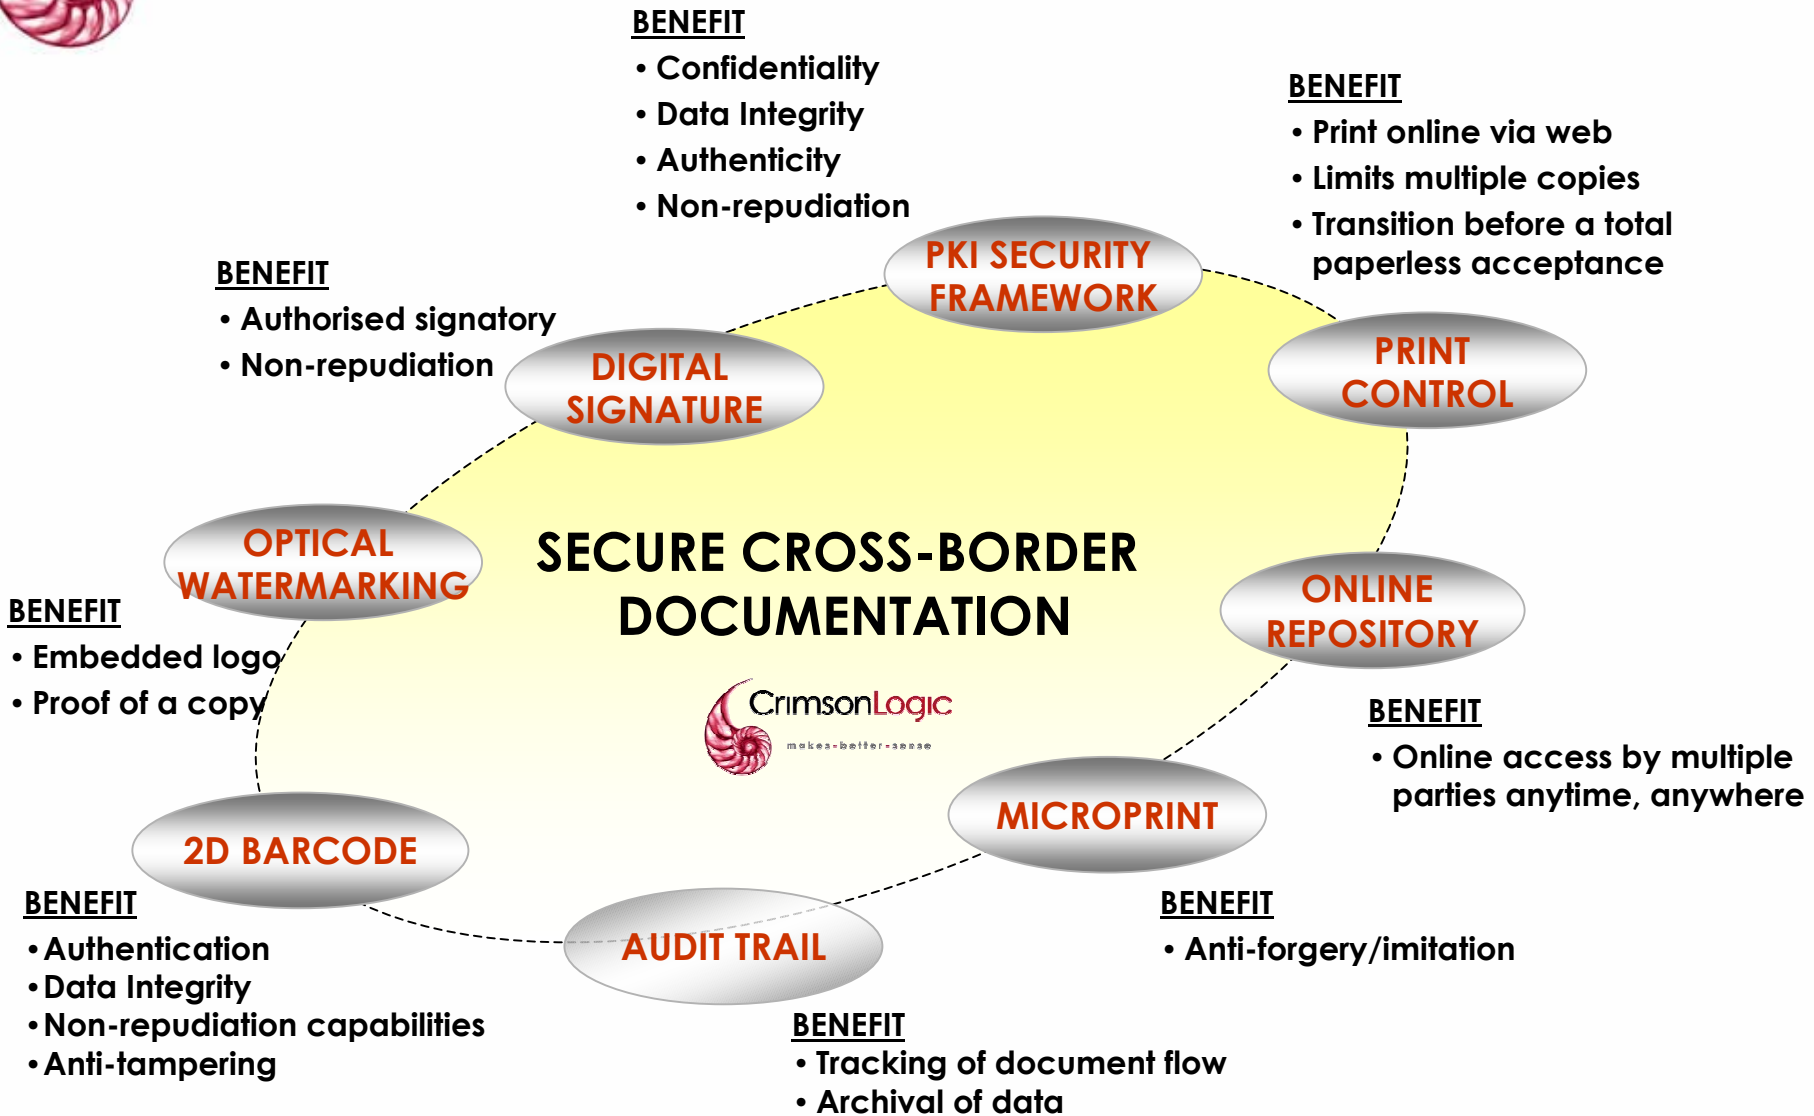 BENEFIT
• Confidentiality
• Data Integrity
• Authenticity
• Non-repudiation
BENEFIT
• Print online via web
• Limits multiple copies
• Transition before a total
paperless acceptance
PKI SECURITY
FRAMEWORK
BENEFIT
• Authorised signatory
• Non-repudiation
DIGITAL
SIGNATURE
PRINT
CONTROL
OPTICAL
WATERMARKING
SECURE CROSS-BORDER
DOCUMENTATION
ONLINE
REPOSITORY
BENEFIT
• Embedded logo
• Proof of a copy
CrimsonLogic
makes-better-sense
BENEFIT
• Online access by multiple
parties anytime, anywhere
MICROPRINT
2D BARCODE
BENEFIT
• Authentication
• Data Integrity
• Non-repudiation capabilities
• Anti-tampering
AUDIT TRAIL
BENEFIT
• Anti-forgery/imitation
BENEFIT
• Tracking of document flow
• Archival of data